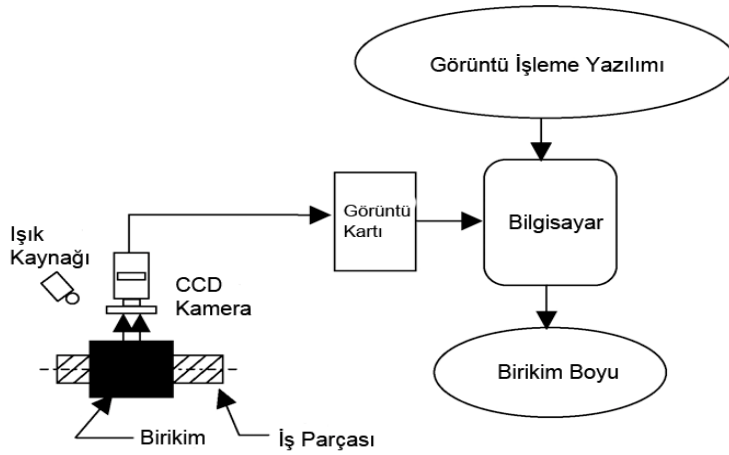 Görüntü İşleme Yazılımı
Görüntü
Kartı
Bilgisayar
Işık
Kaynağı
CCD
Kamera
Birikim Boyu
Birikim
İş Parçası